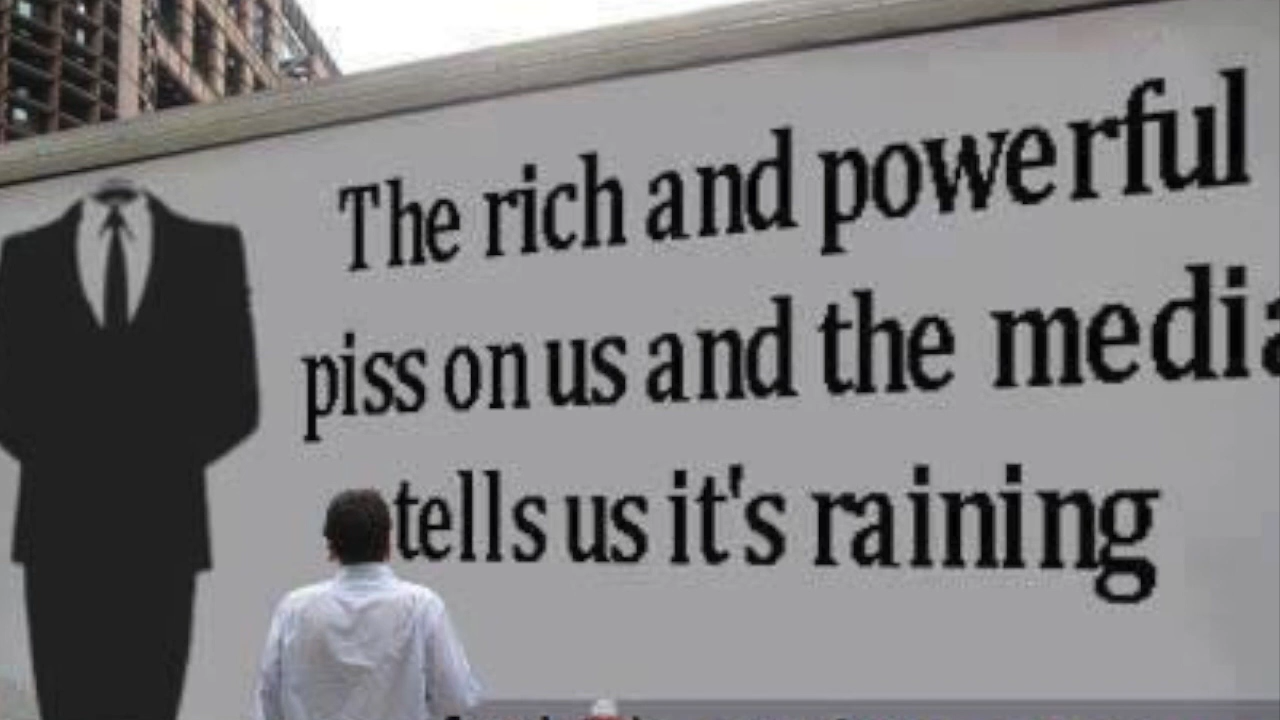 The rich and powerful
piss on us and the media
tells us it's raining